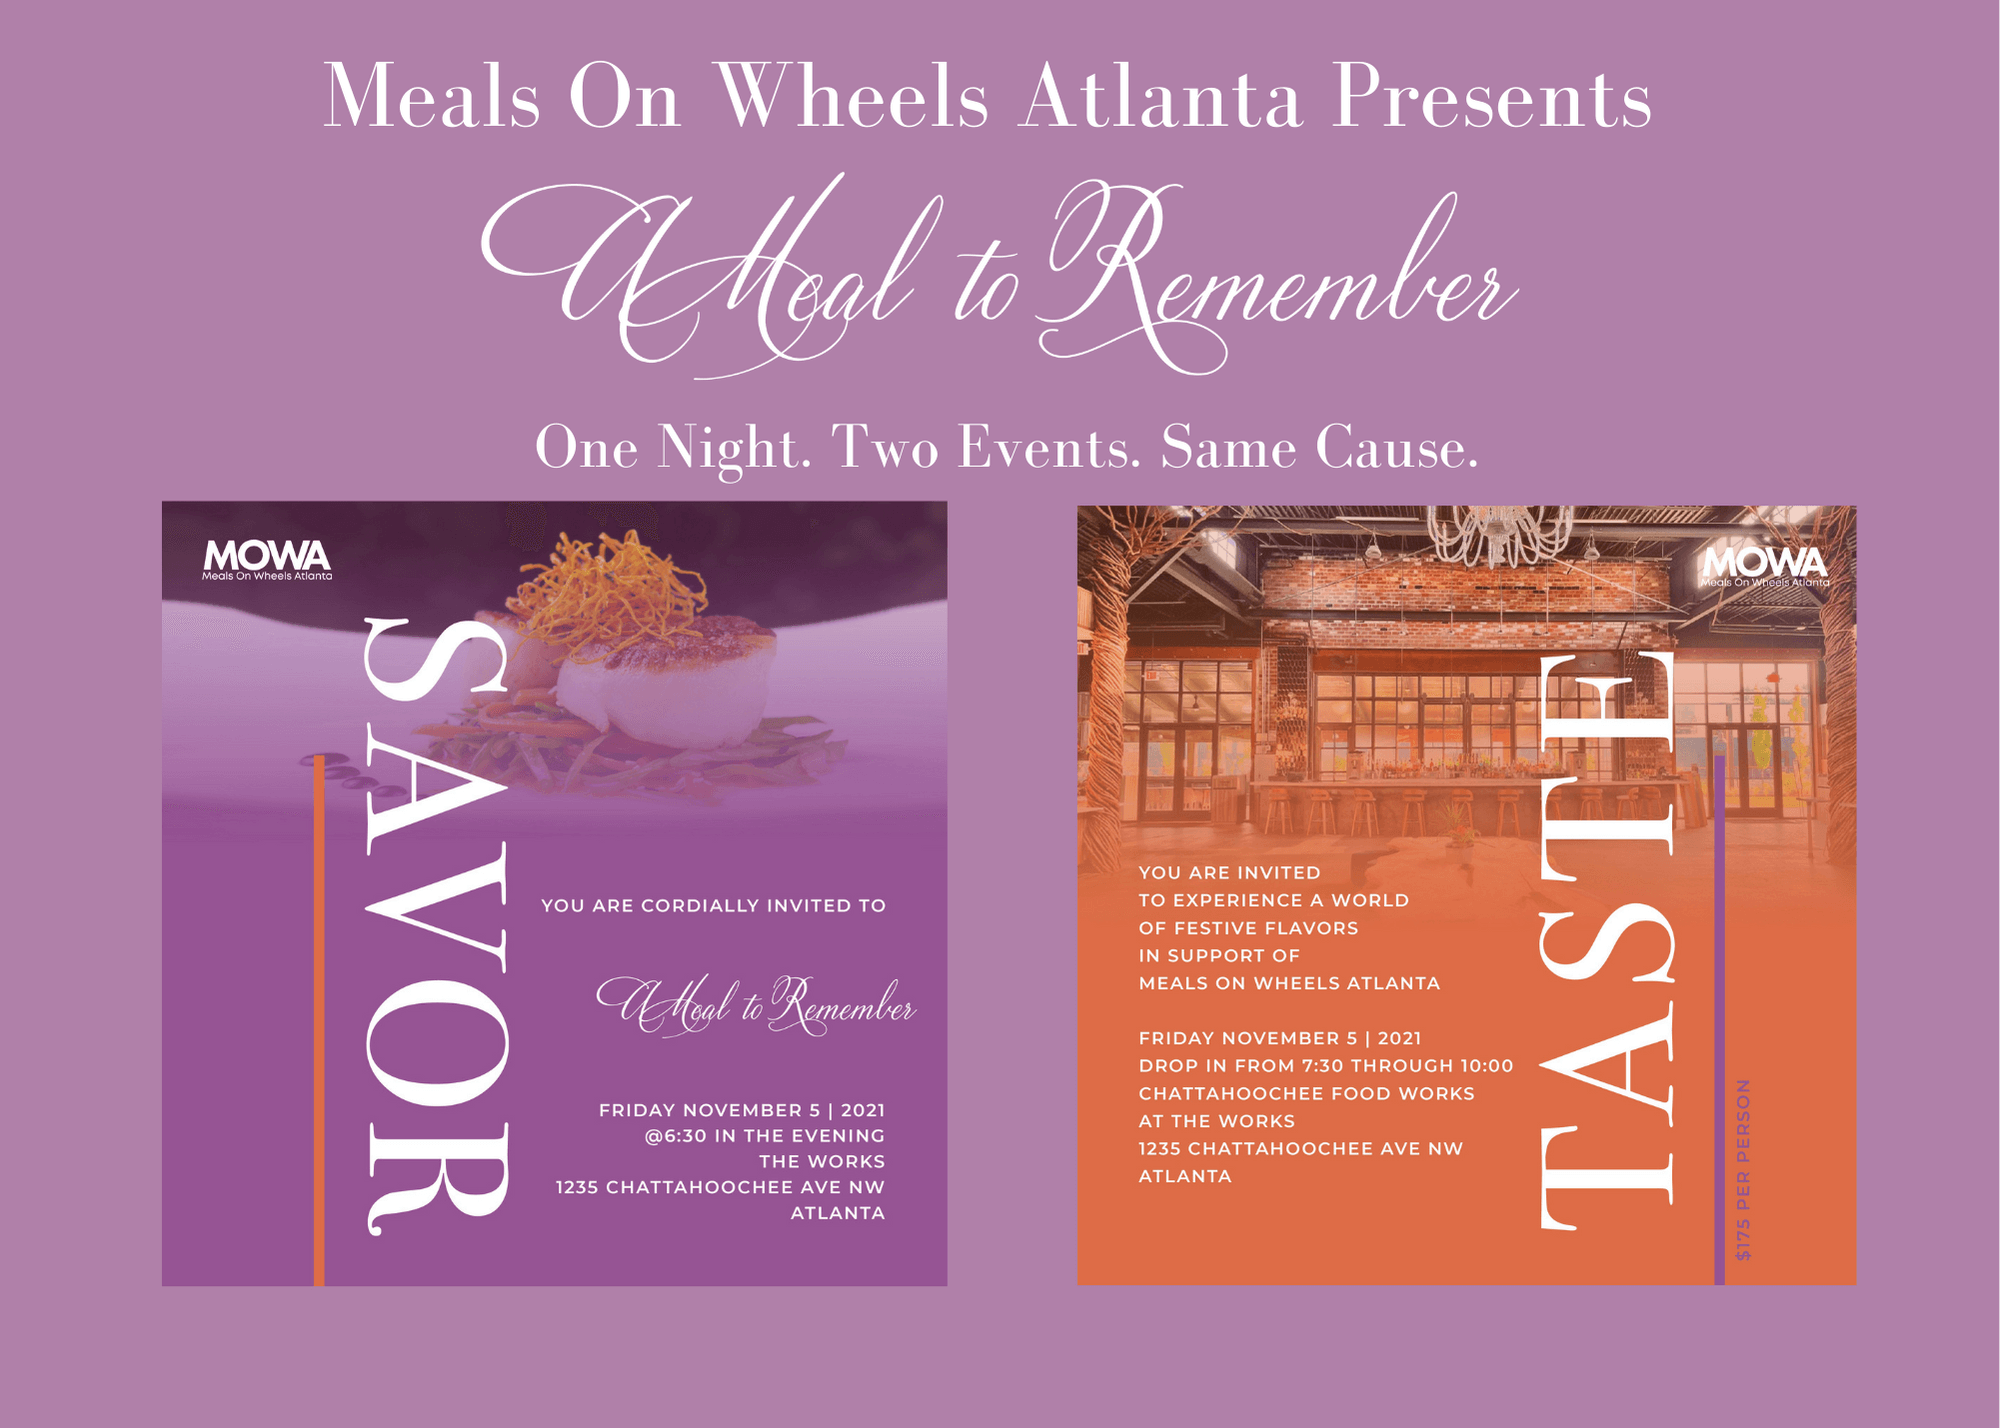 Meals On Wheels Atlanta Presents
A Meal to Remember
One Night. Two Events. Same Cause.
MOWA
Meals On Wheels Atlanta
SAVOR
YOU ARE CORDIALLY INVITED TO
A Meal to Remember
FRIDAY NOVEMBER 5 | 2021
@6:30 IN THE EVENING
THE WORKS
1235 CHATTAHOOCHEE AVE NW
ATLANTA
MOWA
Meals On Wheels Atlanta
YOU ARE INVITED
TO EXPERIENCE A WORLD
OF FESTIVE FLAVORS
IN SUPPORT OF
MEALS ON WHEELS ATLANTA
FRIDAY NOVEMBER 5 | 2021
DROP IN FROM 7:30 THROUGH 10:00
CHATTAHOOCHEE FOOD WORKS
AT THE WORKS
1235 CHATTAHOOCHEE AVE NW
ATLANTA
TASTE
$175 PER PERSON